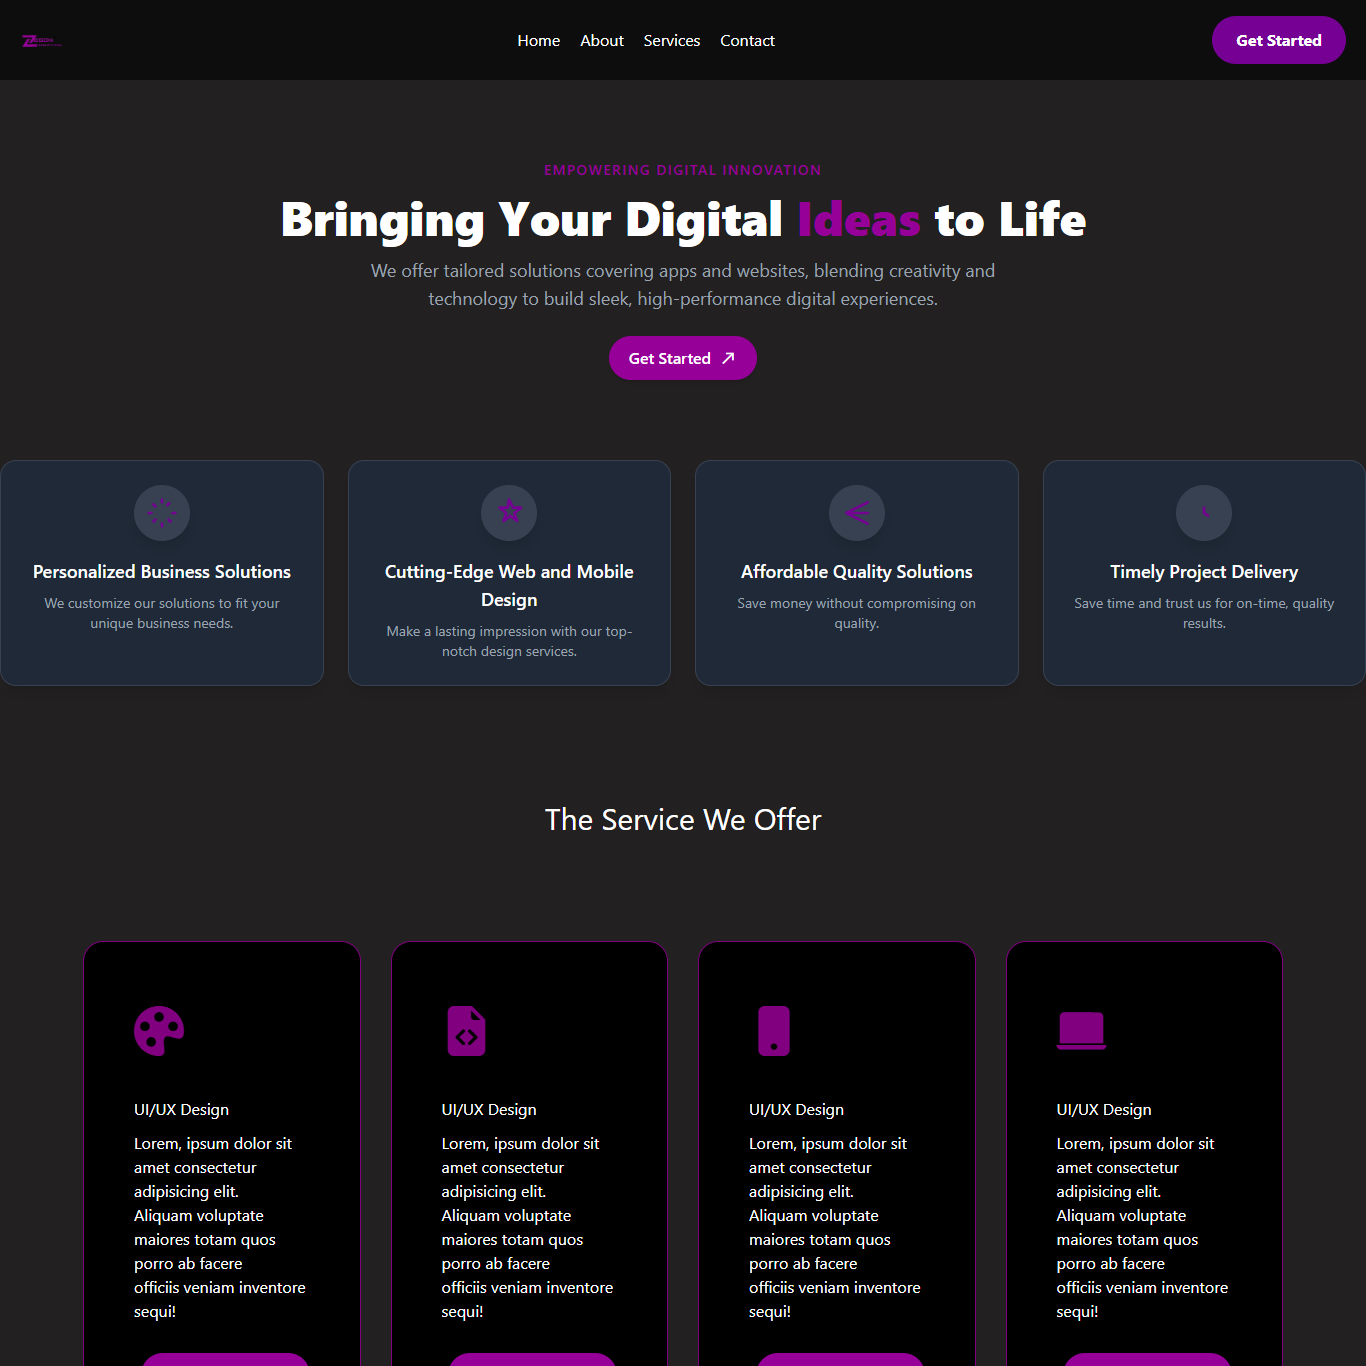 Home About Services Contact
Get Started
EMPOWERING DIGITAL INNOVATION
Bringing Your Digital Ideas to Life
We offer tailored solutions covering apps and websites, blending creativity and
technology to build sleek, high-performance digital experiences.
Get Started
Personalized Business Solutions
We customize our solutions to fit your
unique business needs.
Cutting-Edge Web and Mobile
Design
Make a lasting impression with our top-
notch design services.
Affordable Quality Solutions
Save money without compromising on
quality.
Timely Project Delivery
Save time and trust us for on-time, quality
results.
The Service We Offer
UI/UX Design
Lorem, ipsum dolor sit
amet consectetur
adipisicing elit.
Aliquam voluptate
maiores totam quos
porro ab facere
officiis veniam inventore
sequi!
UI/UX Design
Lorem, ipsum dolor sit
amet consectetur
adipisicing elit.
Aliquam voluptate
maiores totam quos
porro ab facere
officiis veniam inventore
sequi!
UI/UX Design
Lorem, ipsum dolor sit
amet consectetur
adipisicing elit.
Aliquam voluptate
maiores totam quos
porro ab facere
officiis veniam inventore
sequi!
UI/UX Design
Lorem, ipsum dolor sit
amet consectetur
adipisicing elit.
Aliquam voluptate
maiores totam quos
porro ab facere
officiis veniam inventore
sequi!